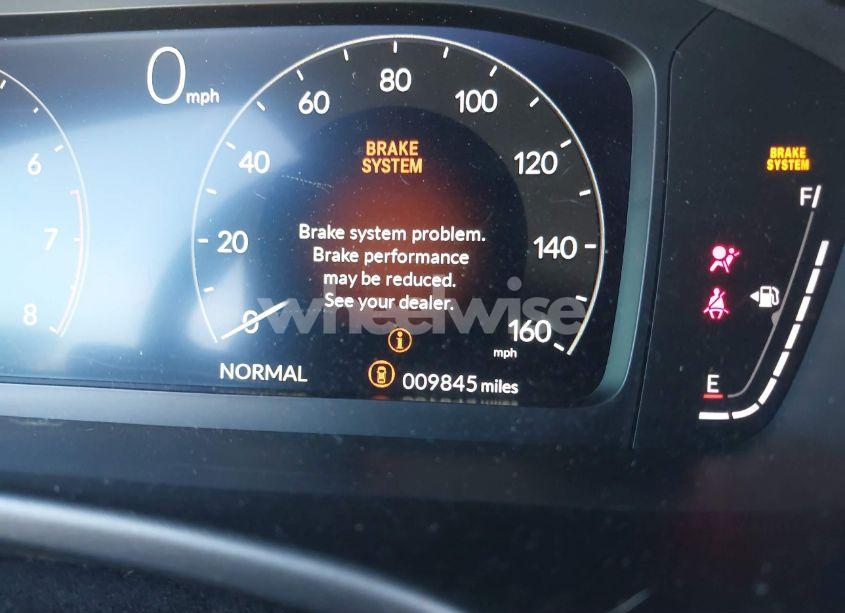 0 mph
6
7
8
0
20
40
60
80
100
120
140
160
mph
BRAKE
SYSTEM
Brake system problem.
Brake performance
may be reduced.
See your dealer.
wheelwise
i
NORMAL
009845 miles
BRAKE
SYSTEM
F
E